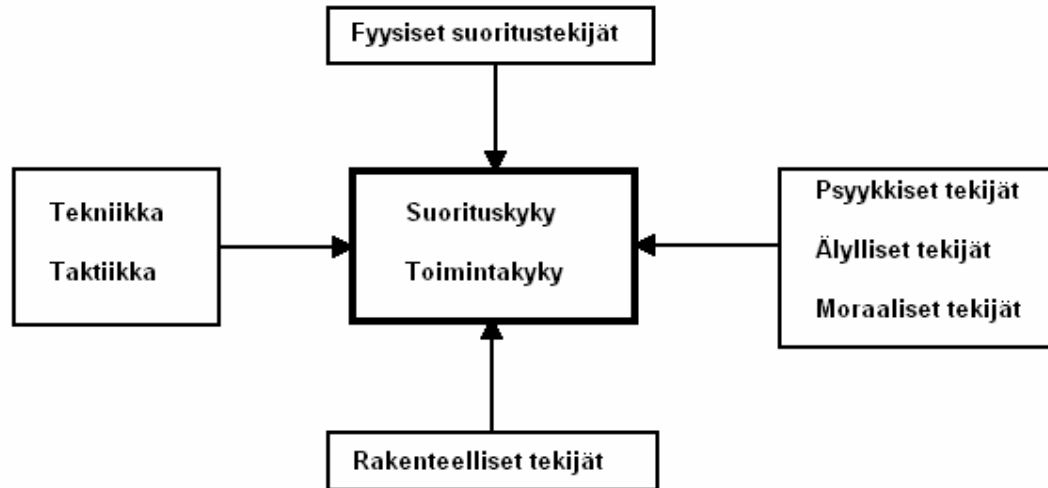 Fyysiset suoritustekijät
Tekniikka
Taktiikka
Suorituskyky
Toimintakyky
Psyykkiset tekijät
Älylliset tekijät
Moraaliset tekijät
Rakenteelliset tekijät